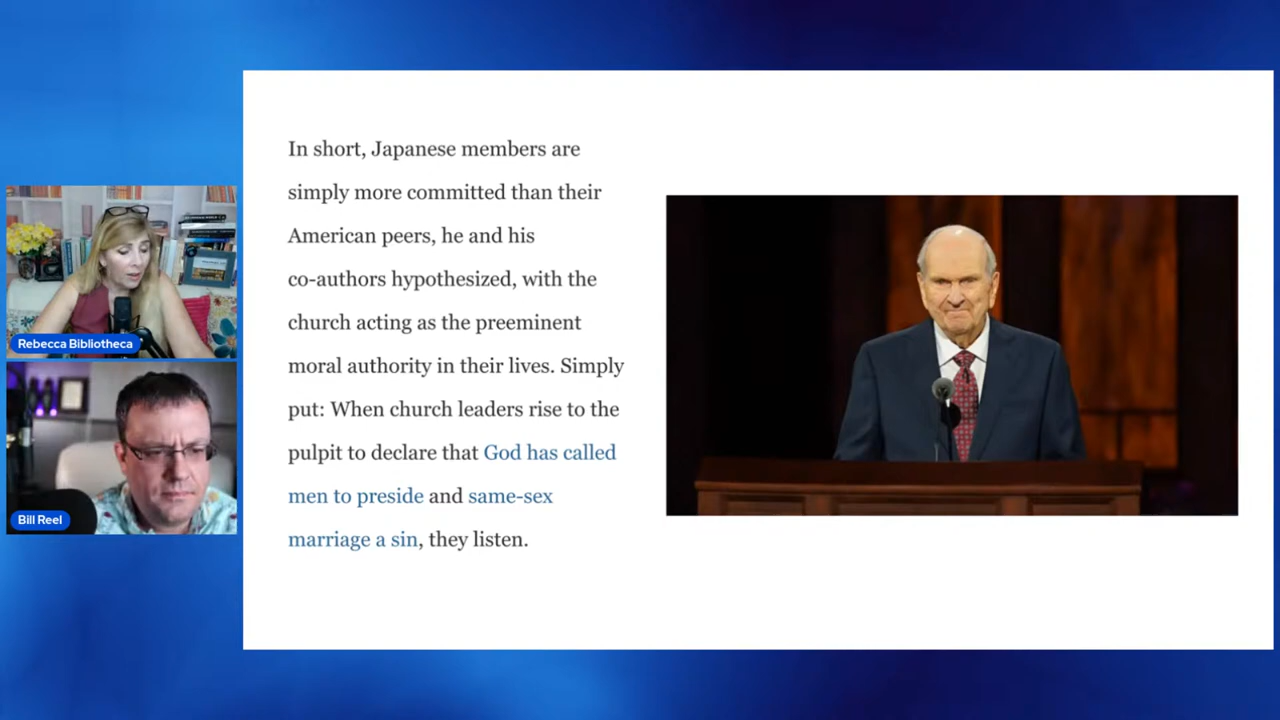 In short, Japanese members are
simply more committed than their
American peers, he and his
co-authors hypothesized, with the
church acting as the preeminent
moral authority in their lives. Simply
put: When church leaders rise to the
pulpit to declare that God has called
men to preside and same-sex
marriage a sin, they listen.
Rebecca Bibliotheca
Bill Reel